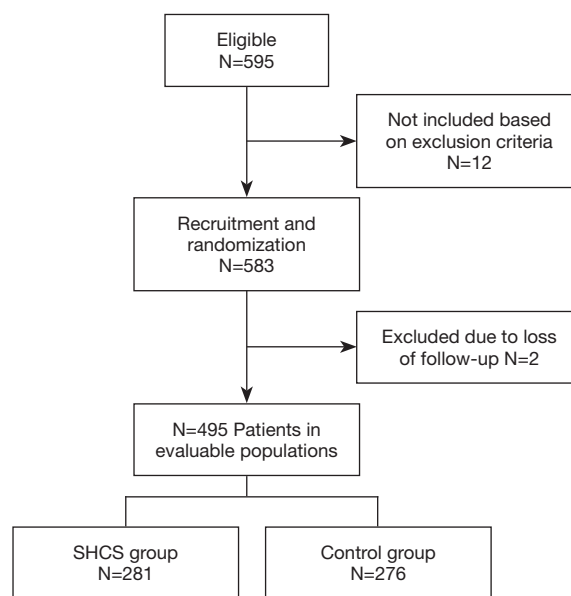 Eligible
N=595
Not included based
on exclusion criteria
N=12
Recruitment and
randomization
N=583
Excluded due to loss
of follow-up N=2
N=495 Patients in
evaluable populations
SHCS group
N=281
Control group
N=276